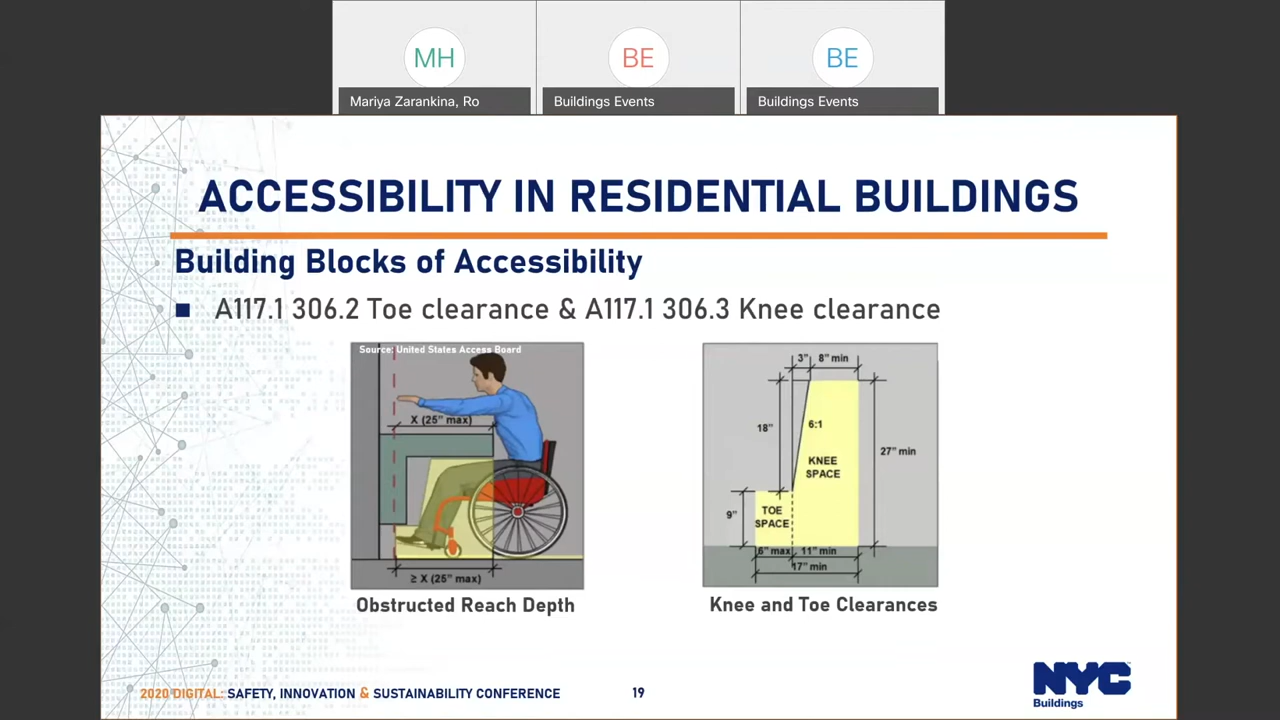 MH
BE
BE
Mariya Zarankina, Ro
Buildings Events
Buildings Events
ACCESSIBILITY IN RESIDENTIAL BUILDINGS
Building Blocks of Accessibility
A117.1 306.2 Toe clearance & A117.1 306.3 Knee clearance
Source: United States Access Board
X (25" max)
≥ X (25" max)
Obstructed Reach Depth
3" 8" min
18"
6:1
27" min
KNEE
SPACE
9"
TOE
SPACE
6" max 11" min
17" min
Knee and Toe Clearances
2020 DIGITAL: SAFETY, INNOVATION & SUSTAINABILITY CONFERENCE
19
NYC
Buildings